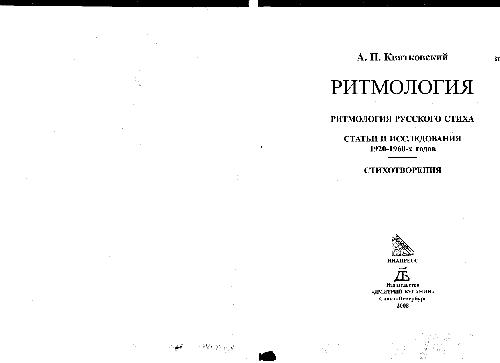 А. П. Квятковский
РИТМОЛОГИЯ
РИТМОЛОГИЯ РУССКОГО СТИХА
СТАТЬИ И ИССЛЕДОВАНИЯ
1920-1960-х годов
СТИХОТВОРЕНИЯ
ИНАПРЕСС
Издательство
«ДМИТРИЙ БУЛАНИН»
Санкт-Петербург
2008